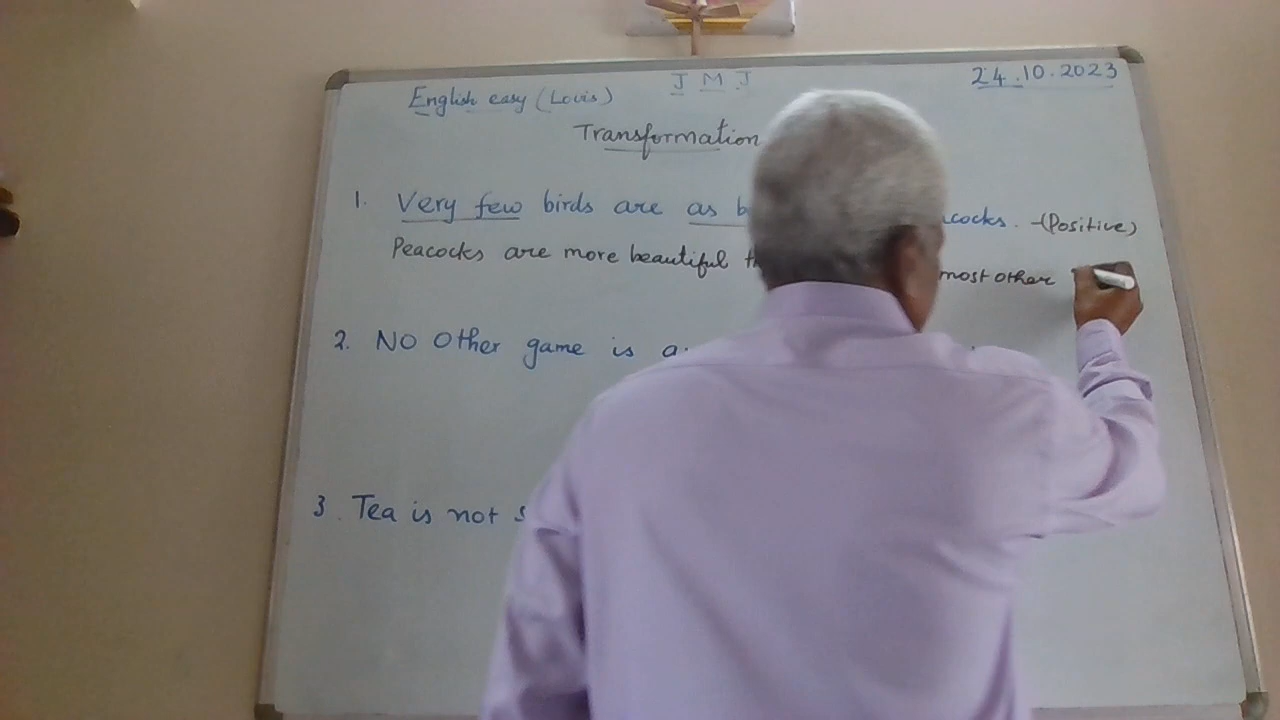 J M J
24.10.2023
English easy (Louis)
Transformation
1. Very few birds are as cocks. - (Positive)
Peacocks are more beautiful most other
2. No Other game is
3. Tea is not